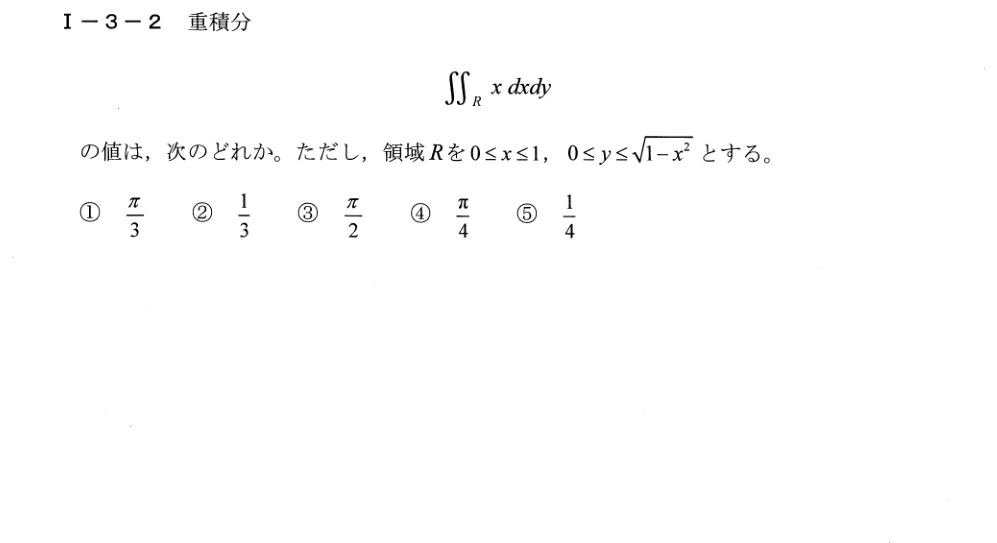 Ⅰ－３－２　重積分
∬_R x dxdy
の値は，次のどれか。ただし，領域 R を 0≤x≤1， 0≤y≤√(1−x²) とする。
① π/3　② 1/3　③ π/2　④ π/4　⑤ 1/4